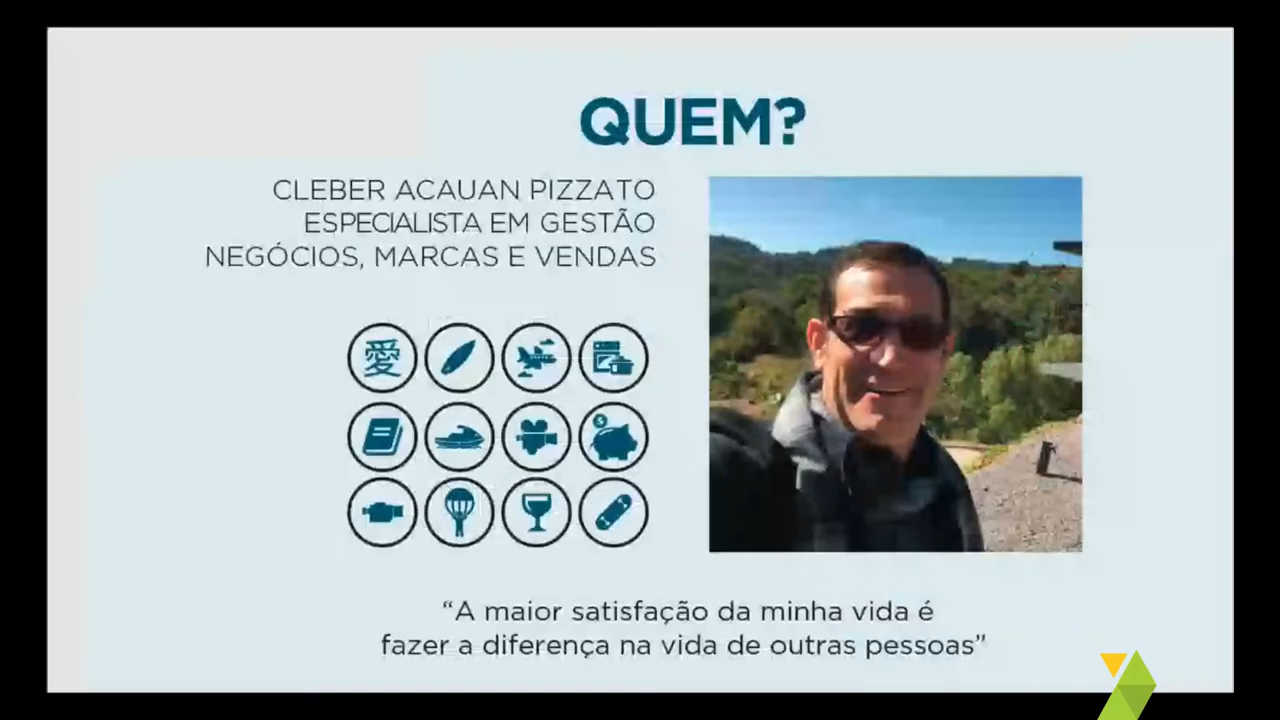 QUEM?
CLEBER ACAUAN PIZZATO
ESPECIALISTA EM GESTÃO
NEGÓCIOS, MARCAS E VENDAS
愛
$
“A maior satisfação da minha vida é
fazer a diferença na vida de outras pessoas”